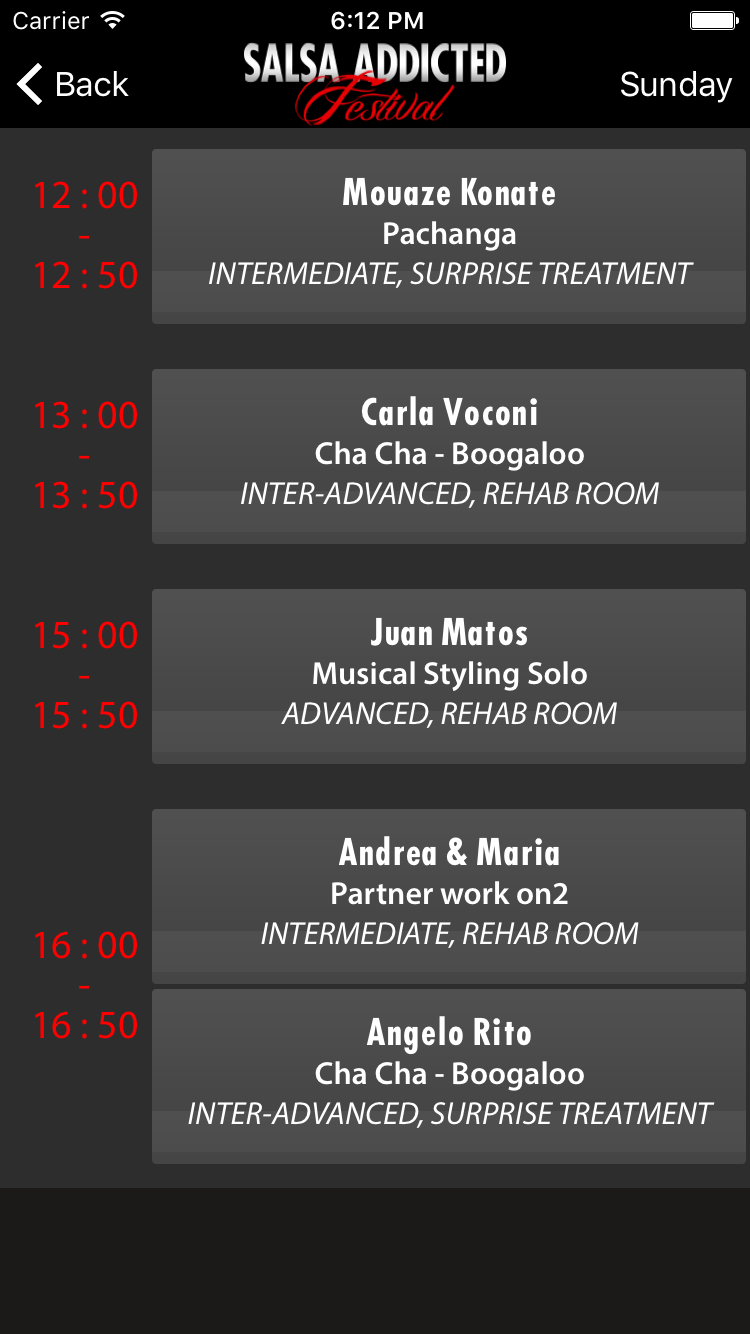 Carrier 6:12 PM
SALSA ADDICTED
Festival
Back
Sunday
12 : 00
-
12 : 50
Mouaze Konate
Pachanga
INTERMEDIATE, SURPRISE TREATMENT
13 : 00
-
13 : 50
Carla Voconi
Cha Cha - Boogaloo
INTER-ADVANCED, REHAB ROOM
15 : 00
-
15 : 50
Juan Matos
Musical Styling Solo
ADVANCED, REHAB ROOM
16 : 00
-
16 : 50
Andrea & Maria
Partner work on2
INTERMEDIATE, REHAB ROOM
Angelo Rito
Cha Cha - Boogaloo
INTER-ADVANCED, SURPRISE TREATMENT